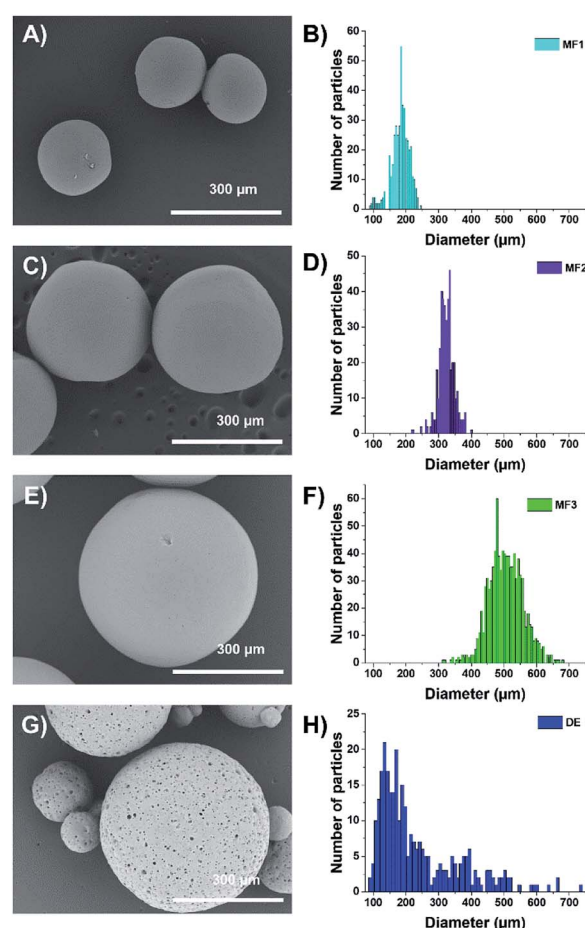 A)
300 µm
B)
Number of particles
60
50
40
30
20
10
0
MF1
100 200 300 400 500 600 700
Diameter (µm)
C)
300 µm
D)
Number of particles
50
40
30
20
10
0
MF2
100 200 300 400 500 600 700
Diameter (µm)
E)
300 µm
F)
Number of particles
60
50
40
30
20
10
0
MF3
100 200 300 400 500 600 700
Diameter (µm)
G)
300 µm
H)
Number of particles
25
20
15
10
5
0
DE
100 200 300 400 500 600 700
Diameter (µm)